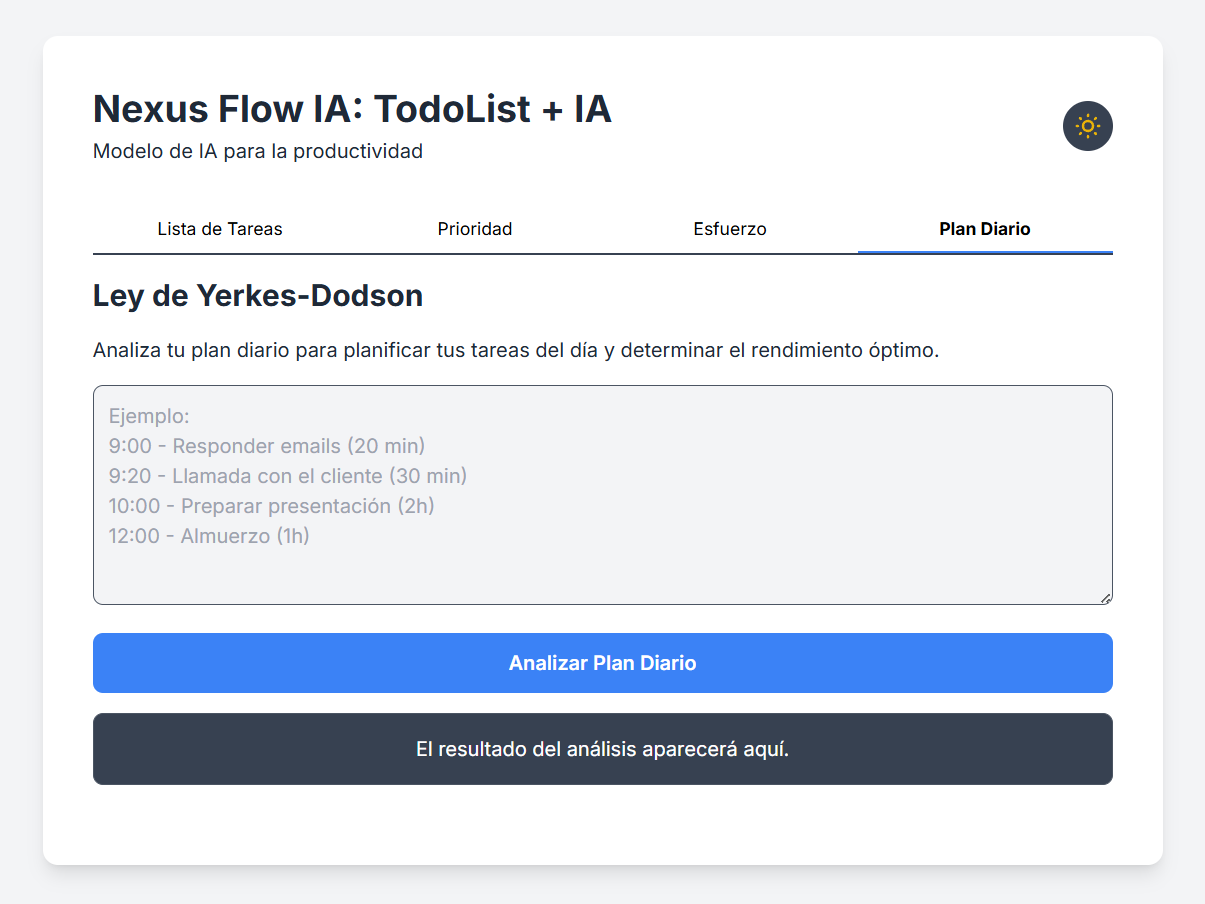 Nexus Flow IA: TodoList + IA
Modelo de IA para la productividad
Lista de Tareas
Prioridad
Esfuerzo
Plan Diario
Ley de Yerkes-Dodson
Analiza tu plan diario para planificar tus tareas del día y determinar el rendimiento óptimo.
Ejemplo:
9:00 - Responder emails (20 min)
9:20 - Llamada con el cliente (30 min)
10:00 - Preparar presentación (2h)
12:00 - Almuerzo (1h)
Analizar Plan Diario
El resultado del análisis aparecerá aquí.